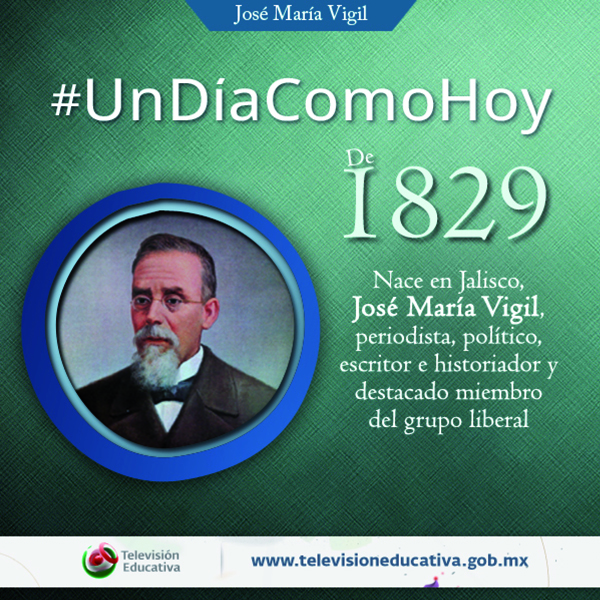 José María Vigil
#UnDíaComoHoy
De
1829
Nace en Jalisco,
José María Vigil,
periodista, político,
escritor e historiador y
destacado miembro
del grupo liberal
Televisión
Educativa
www.televisioneducativa.gob.mx